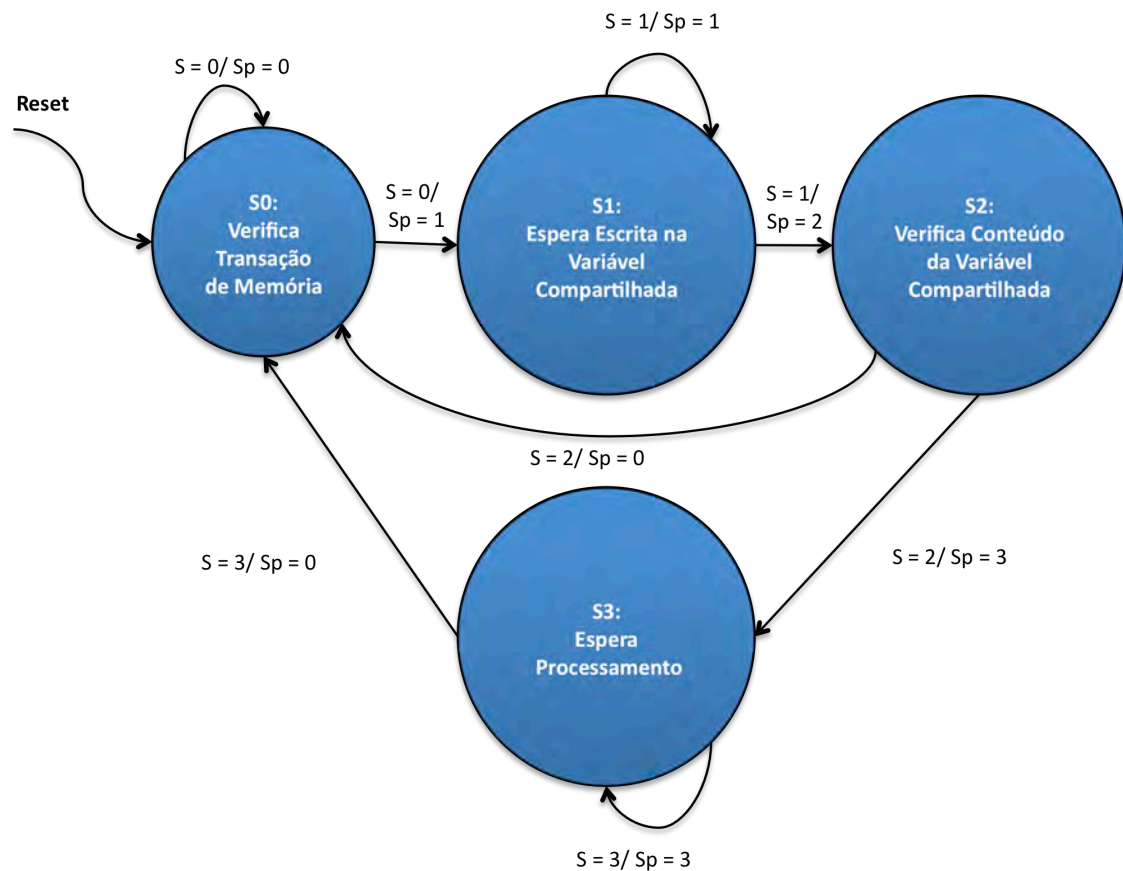 S = 1/ Sp = 1
S = 0/ Sp = 0
Reset
S = 0/
Sp = 1
S = 1/
Sp = 2
S0:
Verifica
Transação
de Memória
S1:
Espera Escrita na
Variável
Compartilhada
S2:
Verifica Conteúdo
da Variável
Compartilhada
S = 2/ Sp = 0
S = 3/ Sp = 0
S = 2/ Sp = 3
S3:
Espera
Processamento
S = 3/ Sp = 3